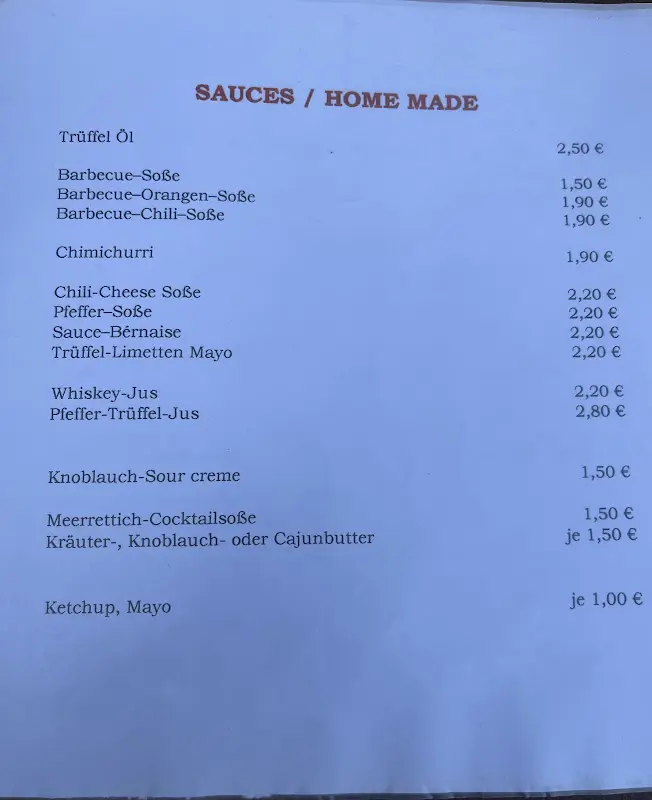 SAUCES / HOME MADE
Trüffel Öl 2,50 €
Barbecue–Soße 1,50 €
Barbecue–Orangen–Soße 1,90 €
Barbecue–Chili–Soße 1,90 €
Chimichurri 1,90 €
Chili-Cheese Soße 2,20 €
Pfeffer–Soße 2,20 €
Sauce–Bérnaise 2,20 €
Trüffel-Limetten Mayo 2,20 €
Whiskey-Jus 2,20 €
Pfeffer-Trüffel-Jus 2,80 €
Knoblauch-Sour creme 1,50 €
Meerrettich-Cocktailsoße 1,50 €
Kräuter-, Knoblauch- oder Cajunbutter je 1,50 €
Ketchup, Mayo je 1,00 €